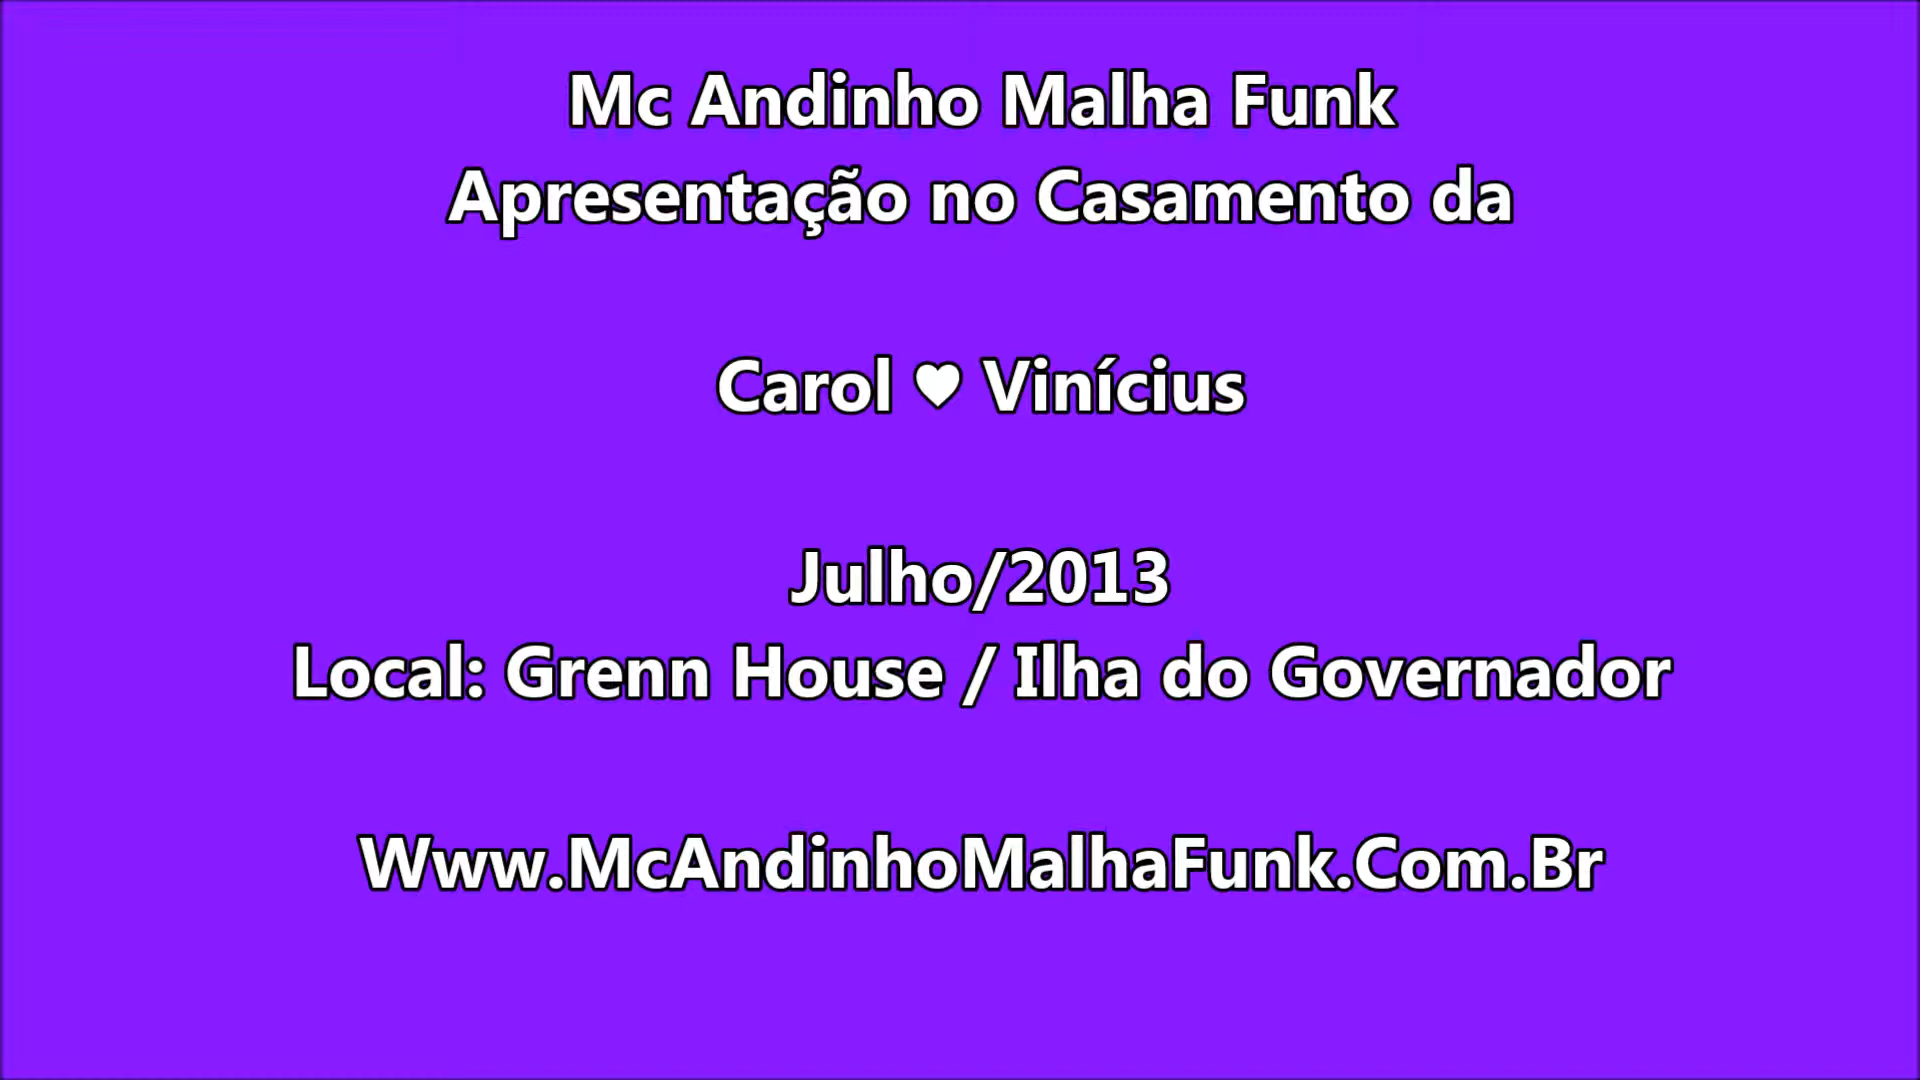 Mc Andinho Malha Funk
Apresentação no Casamento da
Carol ♥ Vinícius
Julho/2013
Local: Grenn House / Ilha do Governador
Www.McAndinhoMalhaFunk.Com.Br